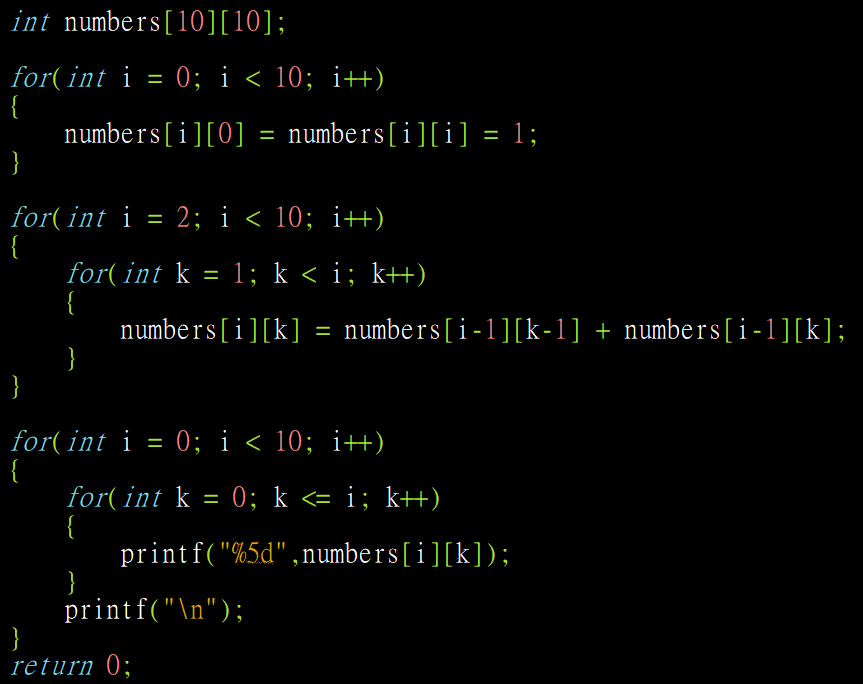 int numbers[10][10];
for(int i = 0; i < 10; i++)
{
numbers[i][0] = numbers[i][i] = 1;
}
for(int i = 2; i < 10; i++)
{
for(int k = 1; k < i; k++)
{
numbers[i][k] = numbers[i-1][k-1] + numbers[i-1][k];
}
}
for(int i = 0; i < 10; i++)
{
for(int k = 0; k <= i; k++)
{
printf("%5d",numbers[i][k]);
}
printf("\n");
}
return 0;